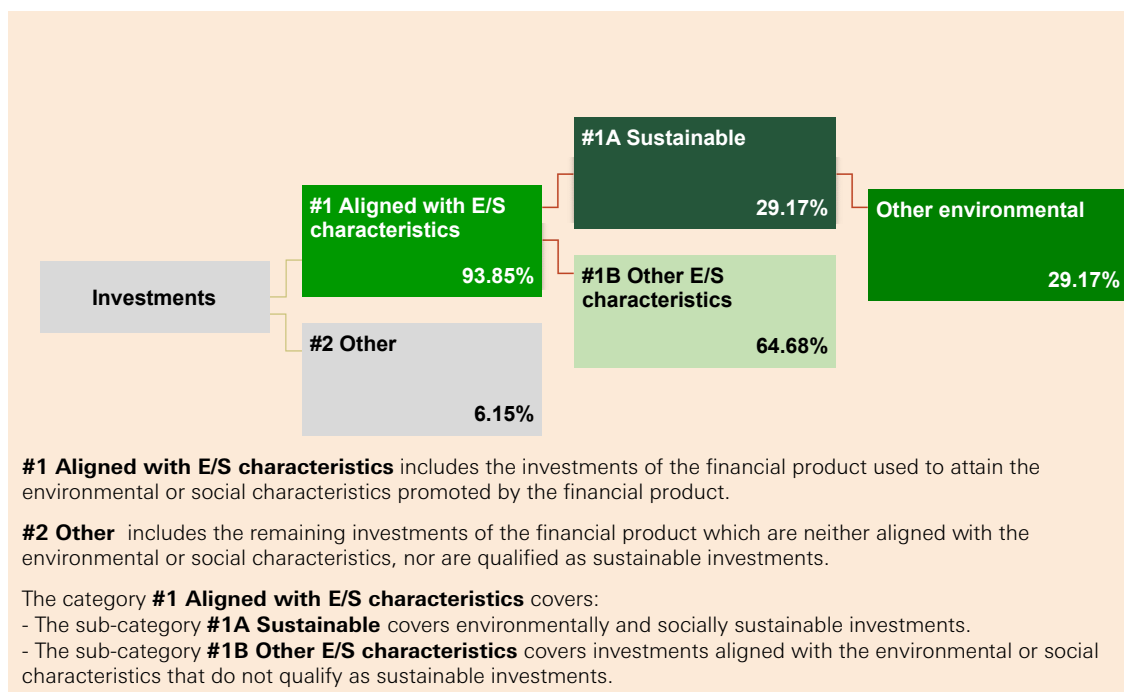 #1A Sustainable
29.17%
#1 Aligned with E/S
characteristics
93.85%
Other environmental
29.17%
Investments
#1B Other E/S
characteristics
64.68%
#2 Other
6.15%
#1 Aligned with E/S characteristics includes the investments of the financial product used to attain the
environmental or social characteristics promoted by the financial product.
#2 Other includes the remaining investments of the financial product which are neither aligned with the
environmental or social characteristics, nor are qualified as sustainable investments.
The category #1 Aligned with E/S characteristics covers:
- The sub-category #1A Sustainable covers environmentally and socially sustainable investments.
- The sub-category #1B Other E/S characteristics covers investments aligned with the environmental or social
characteristics that do not qualify as sustainable investments.